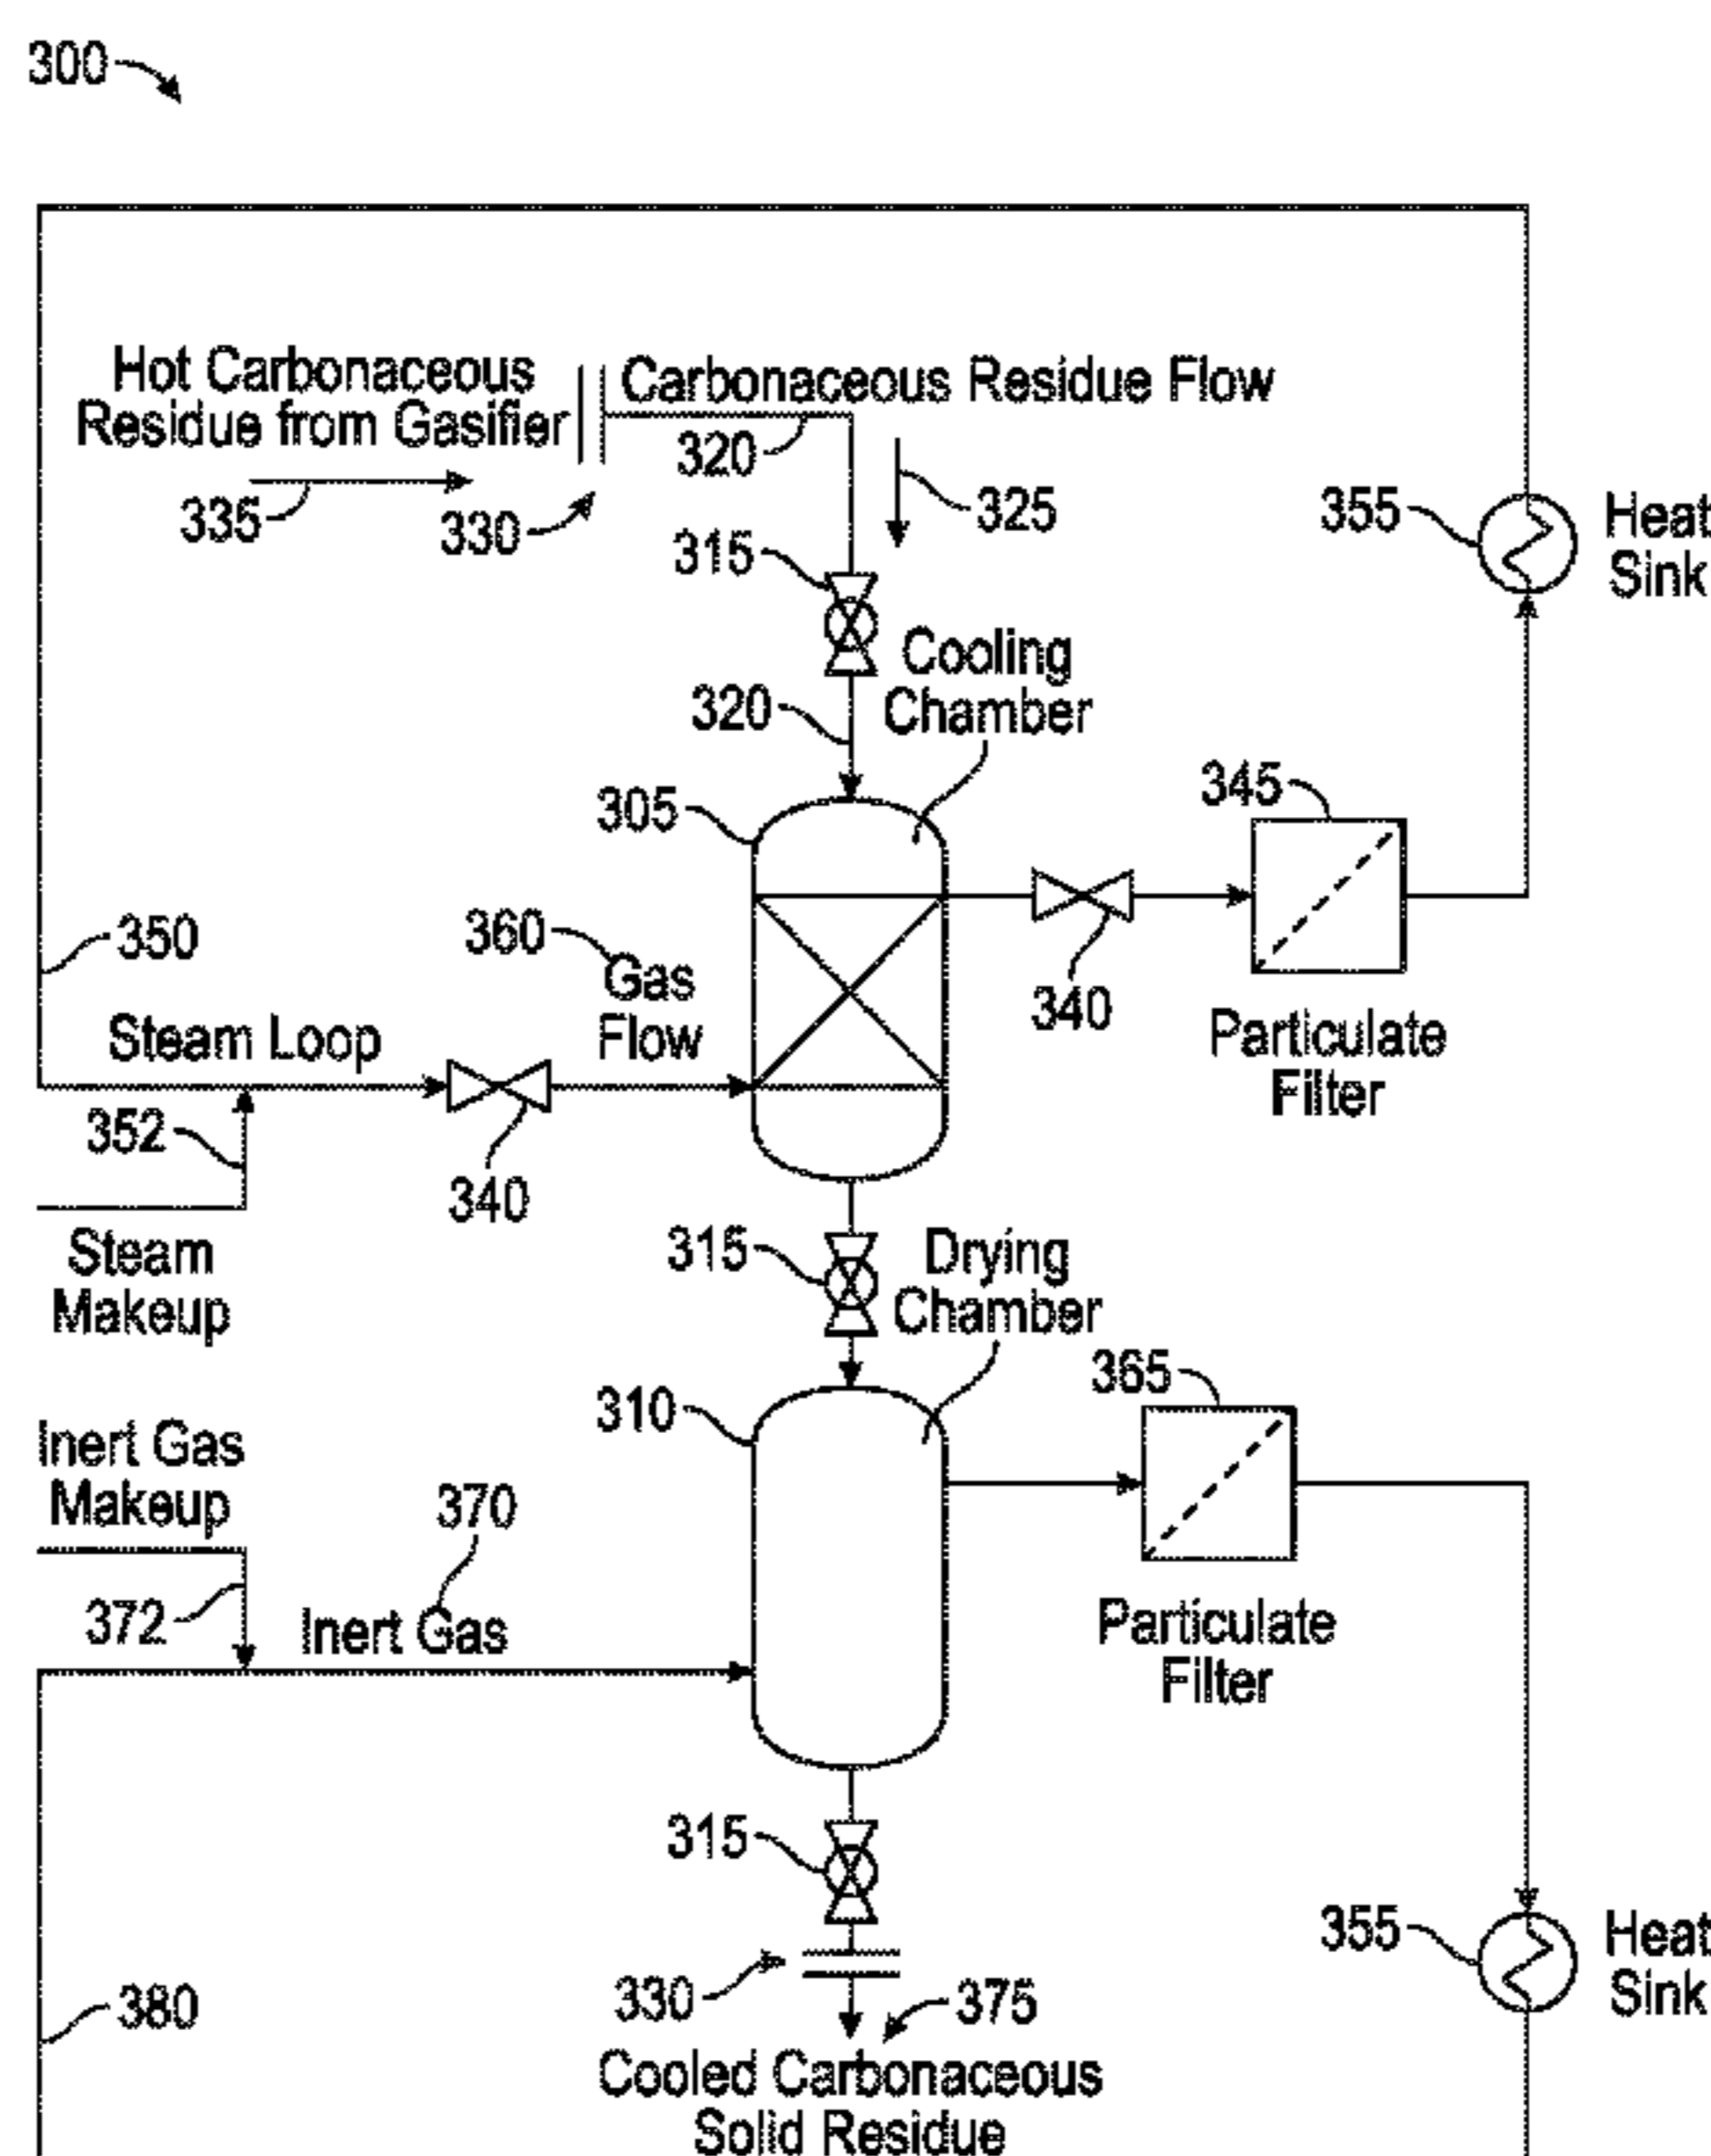 300
Hot Carbonaceous
Residue from Gasifier
Carbonaceous Residue Flow
320
335
330
325
315
355
Heat
Sink
Cooling
Chamber
320
345
305
350
360
Gas
Flow
340
Particulate
Filter
Steam Loop
352
340
Steam
Makeup
315
Drying
Chamber
365
310
Inert Gas
Makeup
370
372
Inert Gas
Particulate
Filter
315
355
Heat
Sink
330
375
380
Cooled Carbonaceous
Solid Residue